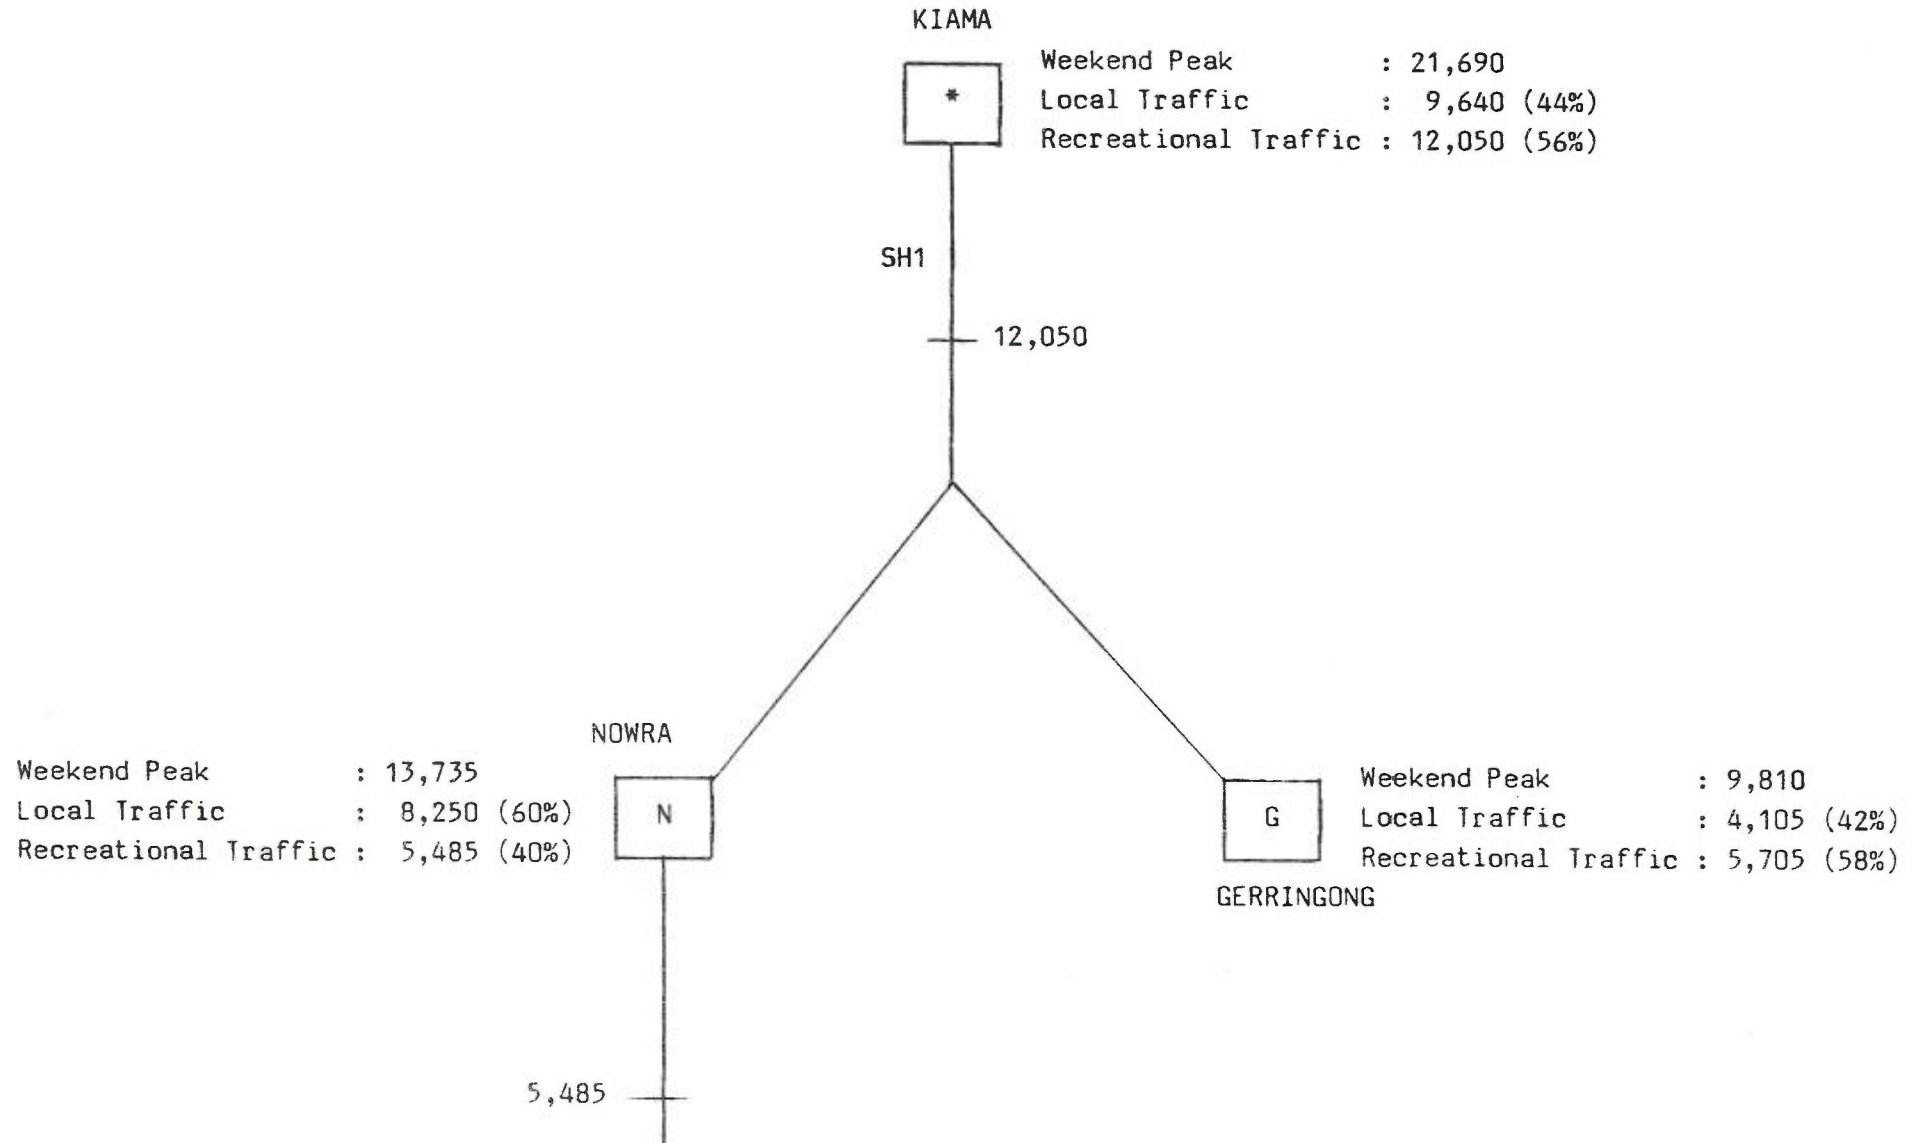 KIAMA
*
Weekend Peak : 21,690
Local Traffic : 9,640 (44%)
Recreational Traffic : 12,050 (56%)
SH1
12,050
NOWRA
Weekend Peak : 13,735
Local Traffic : 8,250 (60%)
Recreational Traffic : 5,485 (40%)
N
G
Weekend Peak : 9,810
Local Traffic : 4,105 (42%)
Recreational Traffic : 5,705 (58%)
GERRINGONG
5,485